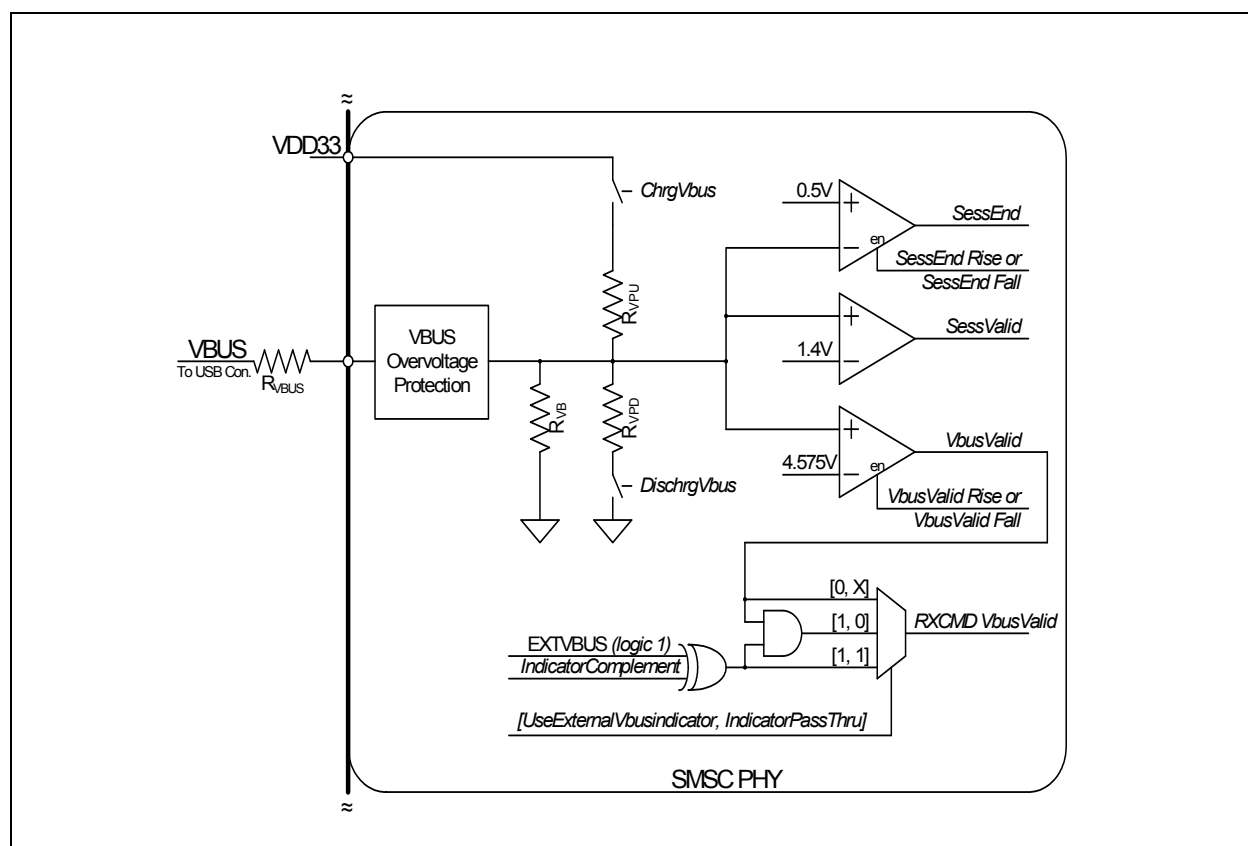 ≈
VDD33
ChrgVbus
RVPU
VBUS
To USB Con.
RVBUS
VBUS
Overvoltage
Protection
RVB
RVPD
DischrgVbus
0.5V
+
−
en
SessEnd
SessEnd Rise or
SessEnd Fall
+
1.4V
−
SessValid
+
4.575V
−
en
VbusValid
VbusValid Rise or
VbusValid Fall
[0, X]
[1, 0]
[1, 1]
RXCMD VbusValid
EXTVBUS (logic 1)
IndicatorComplement
[UseExternalVbusindicator, IndicatorPassThru]
SMSC PHY
≈